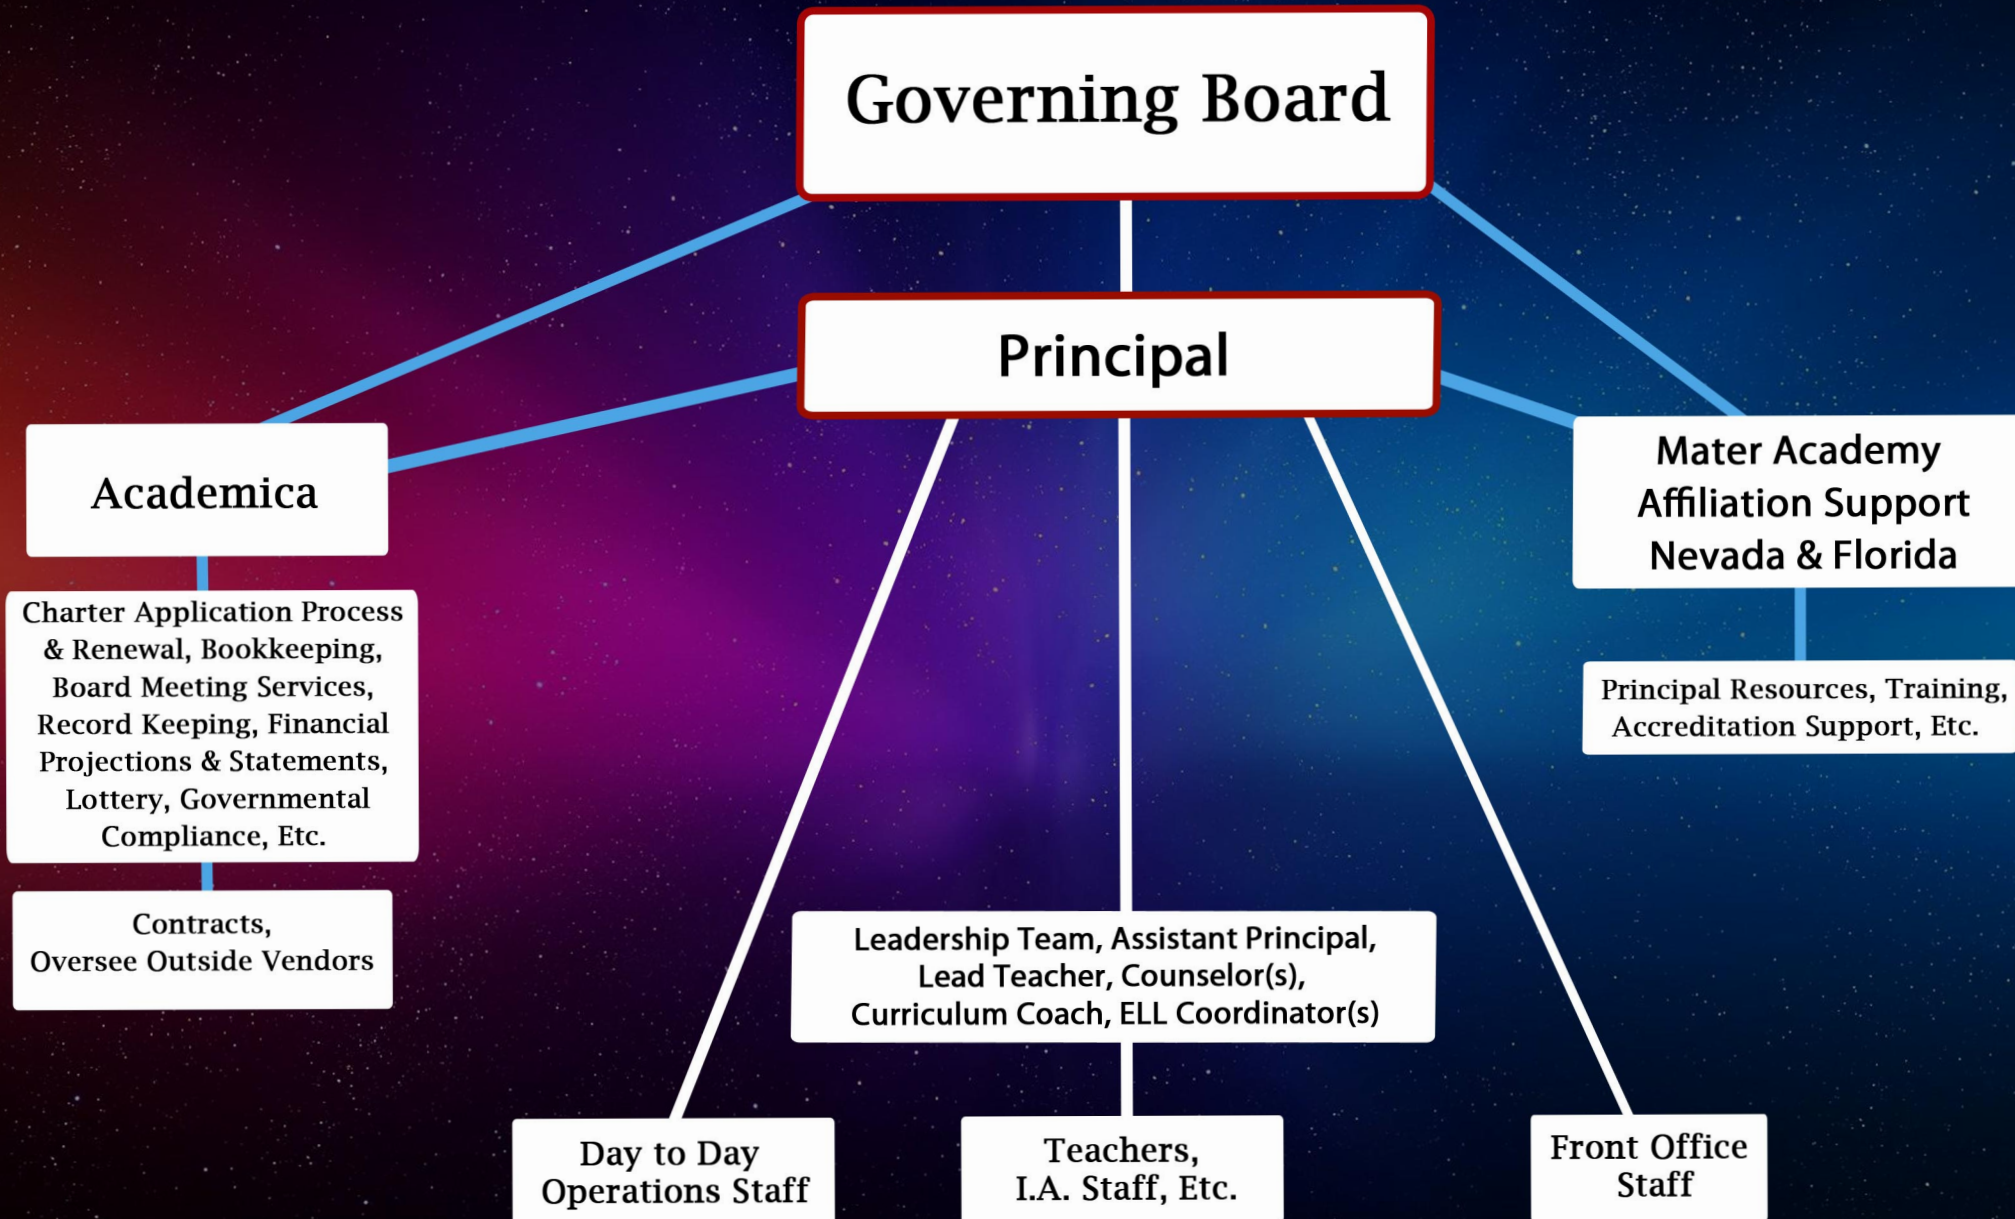 Governing Board
Principal
Academica
Mater Academy
Affiliation Support
Nevada & Florida
Charter Application Process
& Renewal, Bookkeeping,
Board Meeting Services,
Record Keeping, Financial
Projections & Statements,
Lottery, Governmental
Compliance, Etc.
Principal Resources, Training,
Accreditation Support, Etc.
Contracts,
Oversee Outside Vendors
Leadership Team, Assistant Principal,
Lead Teacher, Counselor(s),
Curriculum Coach, ELL Coordinator(s)
Day to Day
Operations Staff
Teachers,
I.A. Staff, Etc.
Front Office
Staff